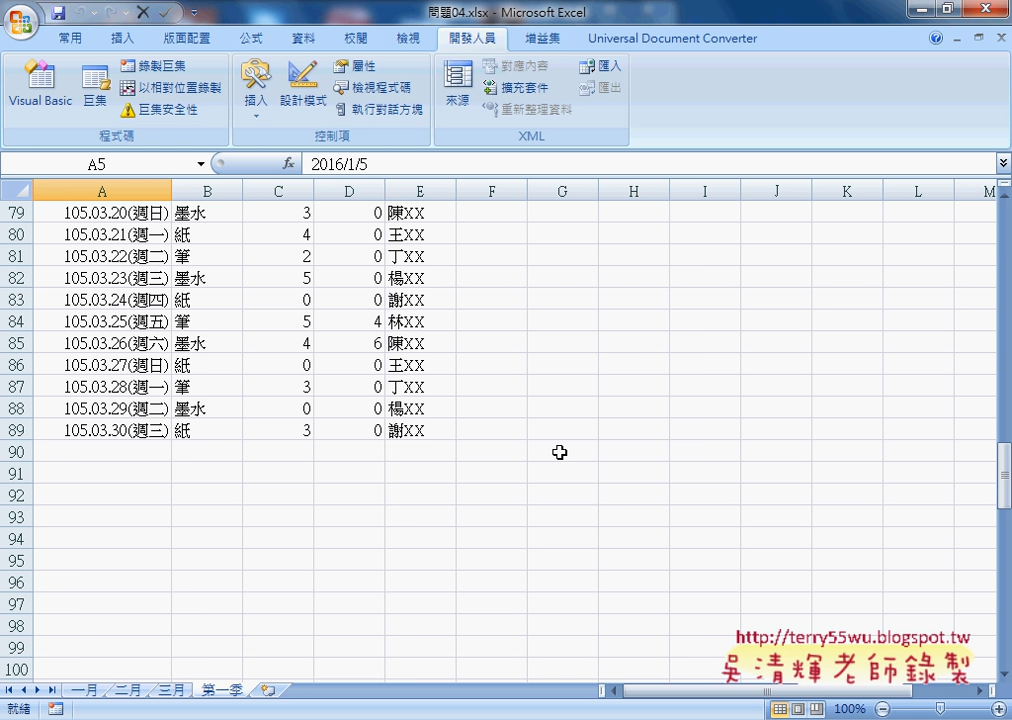 問題04.xlsx - Microsoft Excel
常用 插入 版面配置 公式 資料 校閱 檢視 開發人員 增益集 Universal Document Converter
Visual Basic 巨集 錄製巨集 以相對位置錄製 巨集安全性 程式碼
插入 設計模式 屬性 檢視程式碼 執行對話方塊 控制項
來源 對應內容 擴充套件 重新整理資料 匯入 匯出 XML
A5 fx 2016/1/5
A B C D E F G H I J K L M
79 105.03.20(週日) 墨水 3 0 陳XX
80 105.03.21(週一) 紙 4 0 王XX
81 105.03.22(週二) 筆 2 0 丁XX
82 105.03.23(週三) 墨水 5 0 楊XX
83 105.03.24(週四) 紙 0 0 謝XX
84 105.03.25(週五) 筆 5 4 林XX
85 105.03.26(週六) 墨水 4 6 陳XX
86 105.03.27(週日) 紙 0 0 王XX
87 105.03.28(週一) 筆 3 0 丁XX
88 105.03.29(週二) 墨水 0 0 楊XX
89 105.03.30(週三) 紙 3 0 謝XX
90
91
92
93
94
95
96
97
98
99
100
http://terry55wu.blogspot.tw
吳清輝老師錄製
一月 二月 三月 第一季
就緒 100%